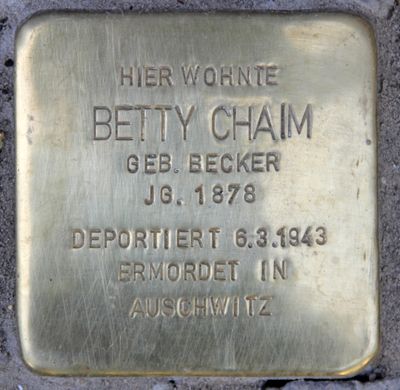 HIER WOHNTE
BETTY CHAIM
GEB. BECKER
JG. 1878
DEPORTIERT 6.3.1943
ERMORDET IN
AUSCHWITZ